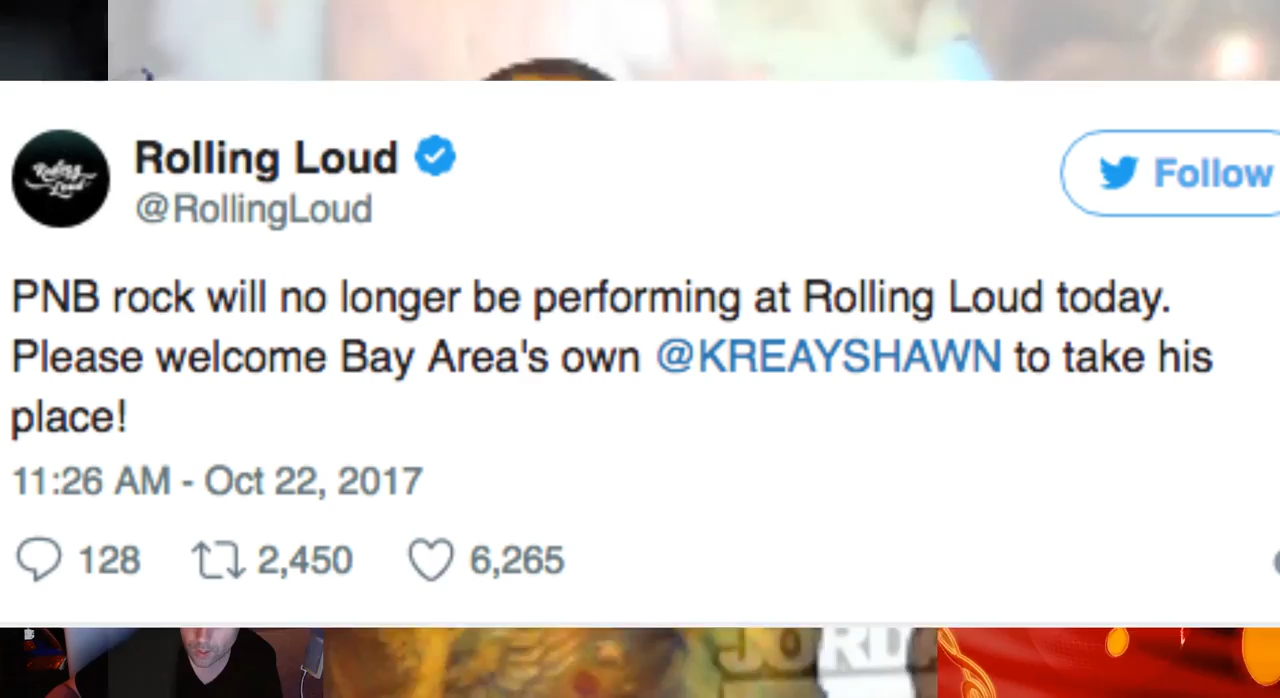 Rolling Loud
@RollingLoud
Follow
PNB rock will no longer be performing at Rolling Loud today.
Please welcome Bay Area's own @KREAYSHAWN to take his
place!
11:26 AM - Oct 22, 2017
128 2,450 6,265